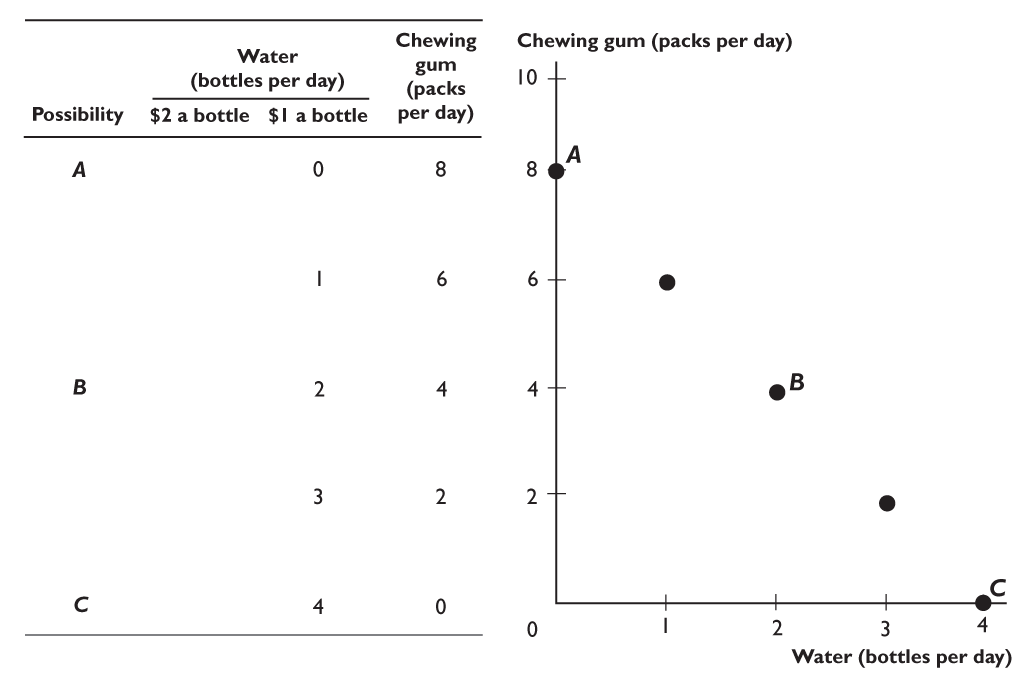 Possibility
Water
(bottles per day)
$2 a bottle $1 a bottle
Chewing
gum
(packs
per day)
A 0 8
1 6
B 2 4
3 2
C 4 0
Chewing gum (packs per day)
10
8
6
4
2
0
A
B
C
1 2 3 4
Water (bottles per day)